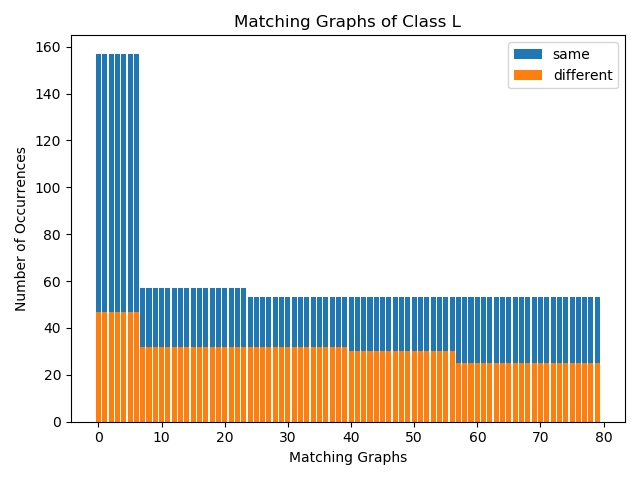 Matching Graphs of Class L
same
different
Number of Occurrences
160
140
120
100
80
60
40
20
0
0 10 20 30 40 50 60 70 80
Matching Graphs